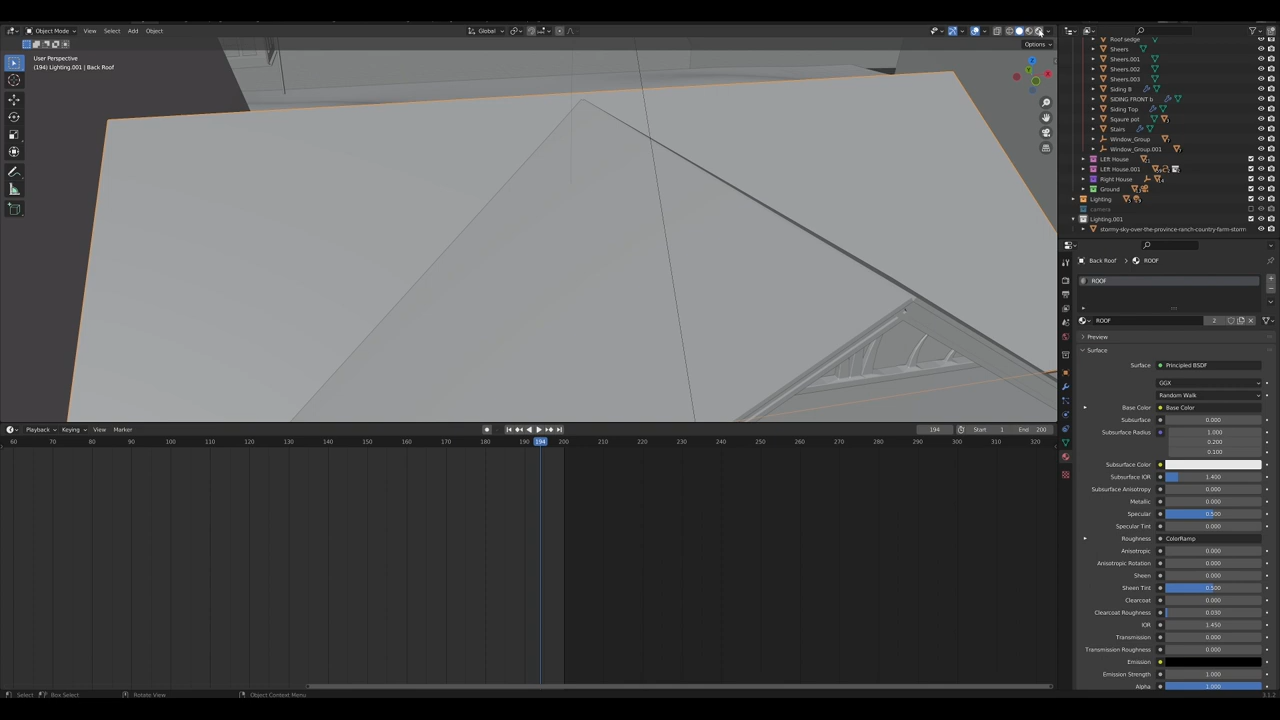 Object Mode View Select Add Object Global
Options
User Perspective
(194) Lighting.001 | Back Roof
Roof sedge
Sheers
Sheers.001
Sheers.002
Sheers.003
Siding B
SIDING FRONT b
Siding Top
Sqaure pot
Stairs
Window_Group
Window_Group.001
LEft House
LEft House.001
Right House
Ground
Lighting
camera
Lighting.001
stormy-sky-over-the-province-ranch-country-farm-storm
Back Roof > ROOF
ROOF
ROOF 2
Preview
Surface
Surface Principled BSDF
GGX
Random Walk
Base Color Base Color
Subsurface 0.000
Subsurface Radius 1.000
0.200
0.100
Subsurface Color
Subsurface IOR 1.400
Subsurface Anisotropy 0.000
Metallic 0.000
Specular 0.500
Specular Tint 0.000
Roughness ColorRamp
Anisotropic 0.000
Anisotropic Rotation 0.000
Sheen 0.000
Sheen Tint 0.500
Clearcoat 0.000
Clearcoat Roughness 0.030
IOR 1.450
Transmission 0.000
Transmission Roughness 0.000
Emission
Emission Strength 1.000
Alpha 1.000
Playback Keying View Marker 194 Start 1 End 200
60 70 80 90 100 110 120 130 140 150 160 170 180 190 194 200 210 220 230 240 250 260 270 280 290 300 310 320
Select Box Select Rotate View Object Context Menu 3.1.2